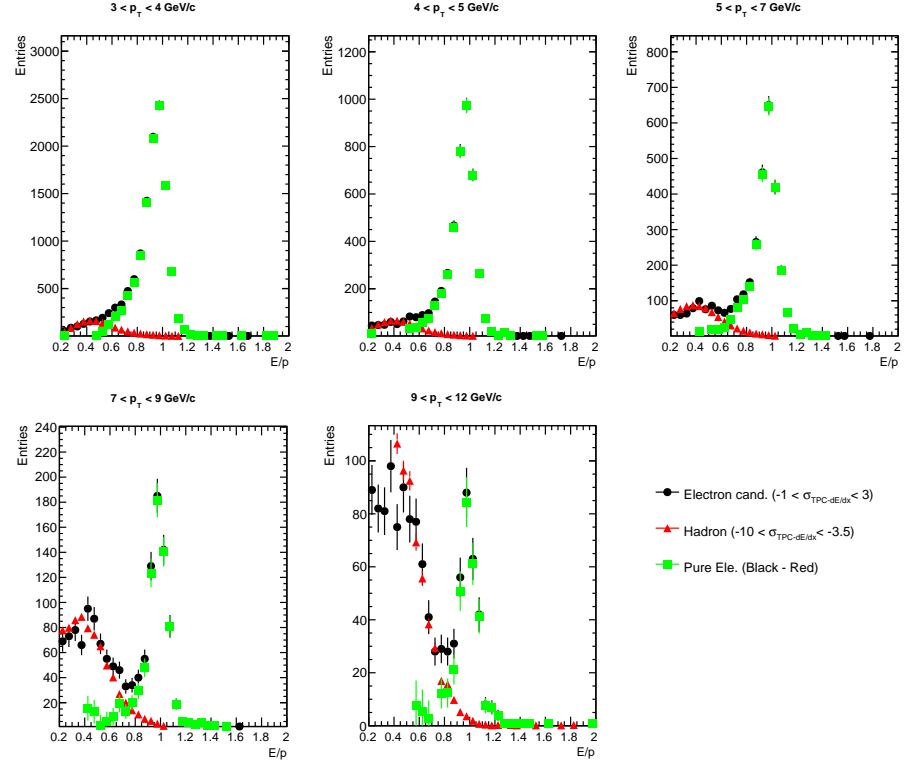 3 < p_T < 4 GeV/c
Entries
3000
2500
2000
1500
1000
500
0
0.2 0.4 0.6 0.8 1 1.2 1.4 1.6 1.8 2
E/p
4 < p_T < 5 GeV/c
Entries
1200
1000
800
600
400
200
0
0.2 0.4 0.6 0.8 1 1.2 1.4 1.6 1.8 2
E/p
5 < p_T < 7 GeV/c
Entries
800
700
600
500
400
300
200
100
0
0.2 0.4 0.6 0.8 1 1.2 1.4 1.6 1.8 2
E/p
7 < p_T < 9 GeV/c
Entries
240
220
200
180
160
140
120
100
80
60
40
20
0.2 0.4 0.6 0.8 1 1.2 1.4 1.6 1.8 2
E/p
9 < p_T < 12 GeV/c
Entries
100
80
60
40
20
0
0.2 0.4 0.6 0.8 1 1.2 1.4 1.6 1.8 2
E/p
Electron cand. (-1 < σ_TPC-dE/dx < 3)
Hadron (-10 < σ_TPC-dE/dx < -3.5)
Pure Ele. (Black - Red)